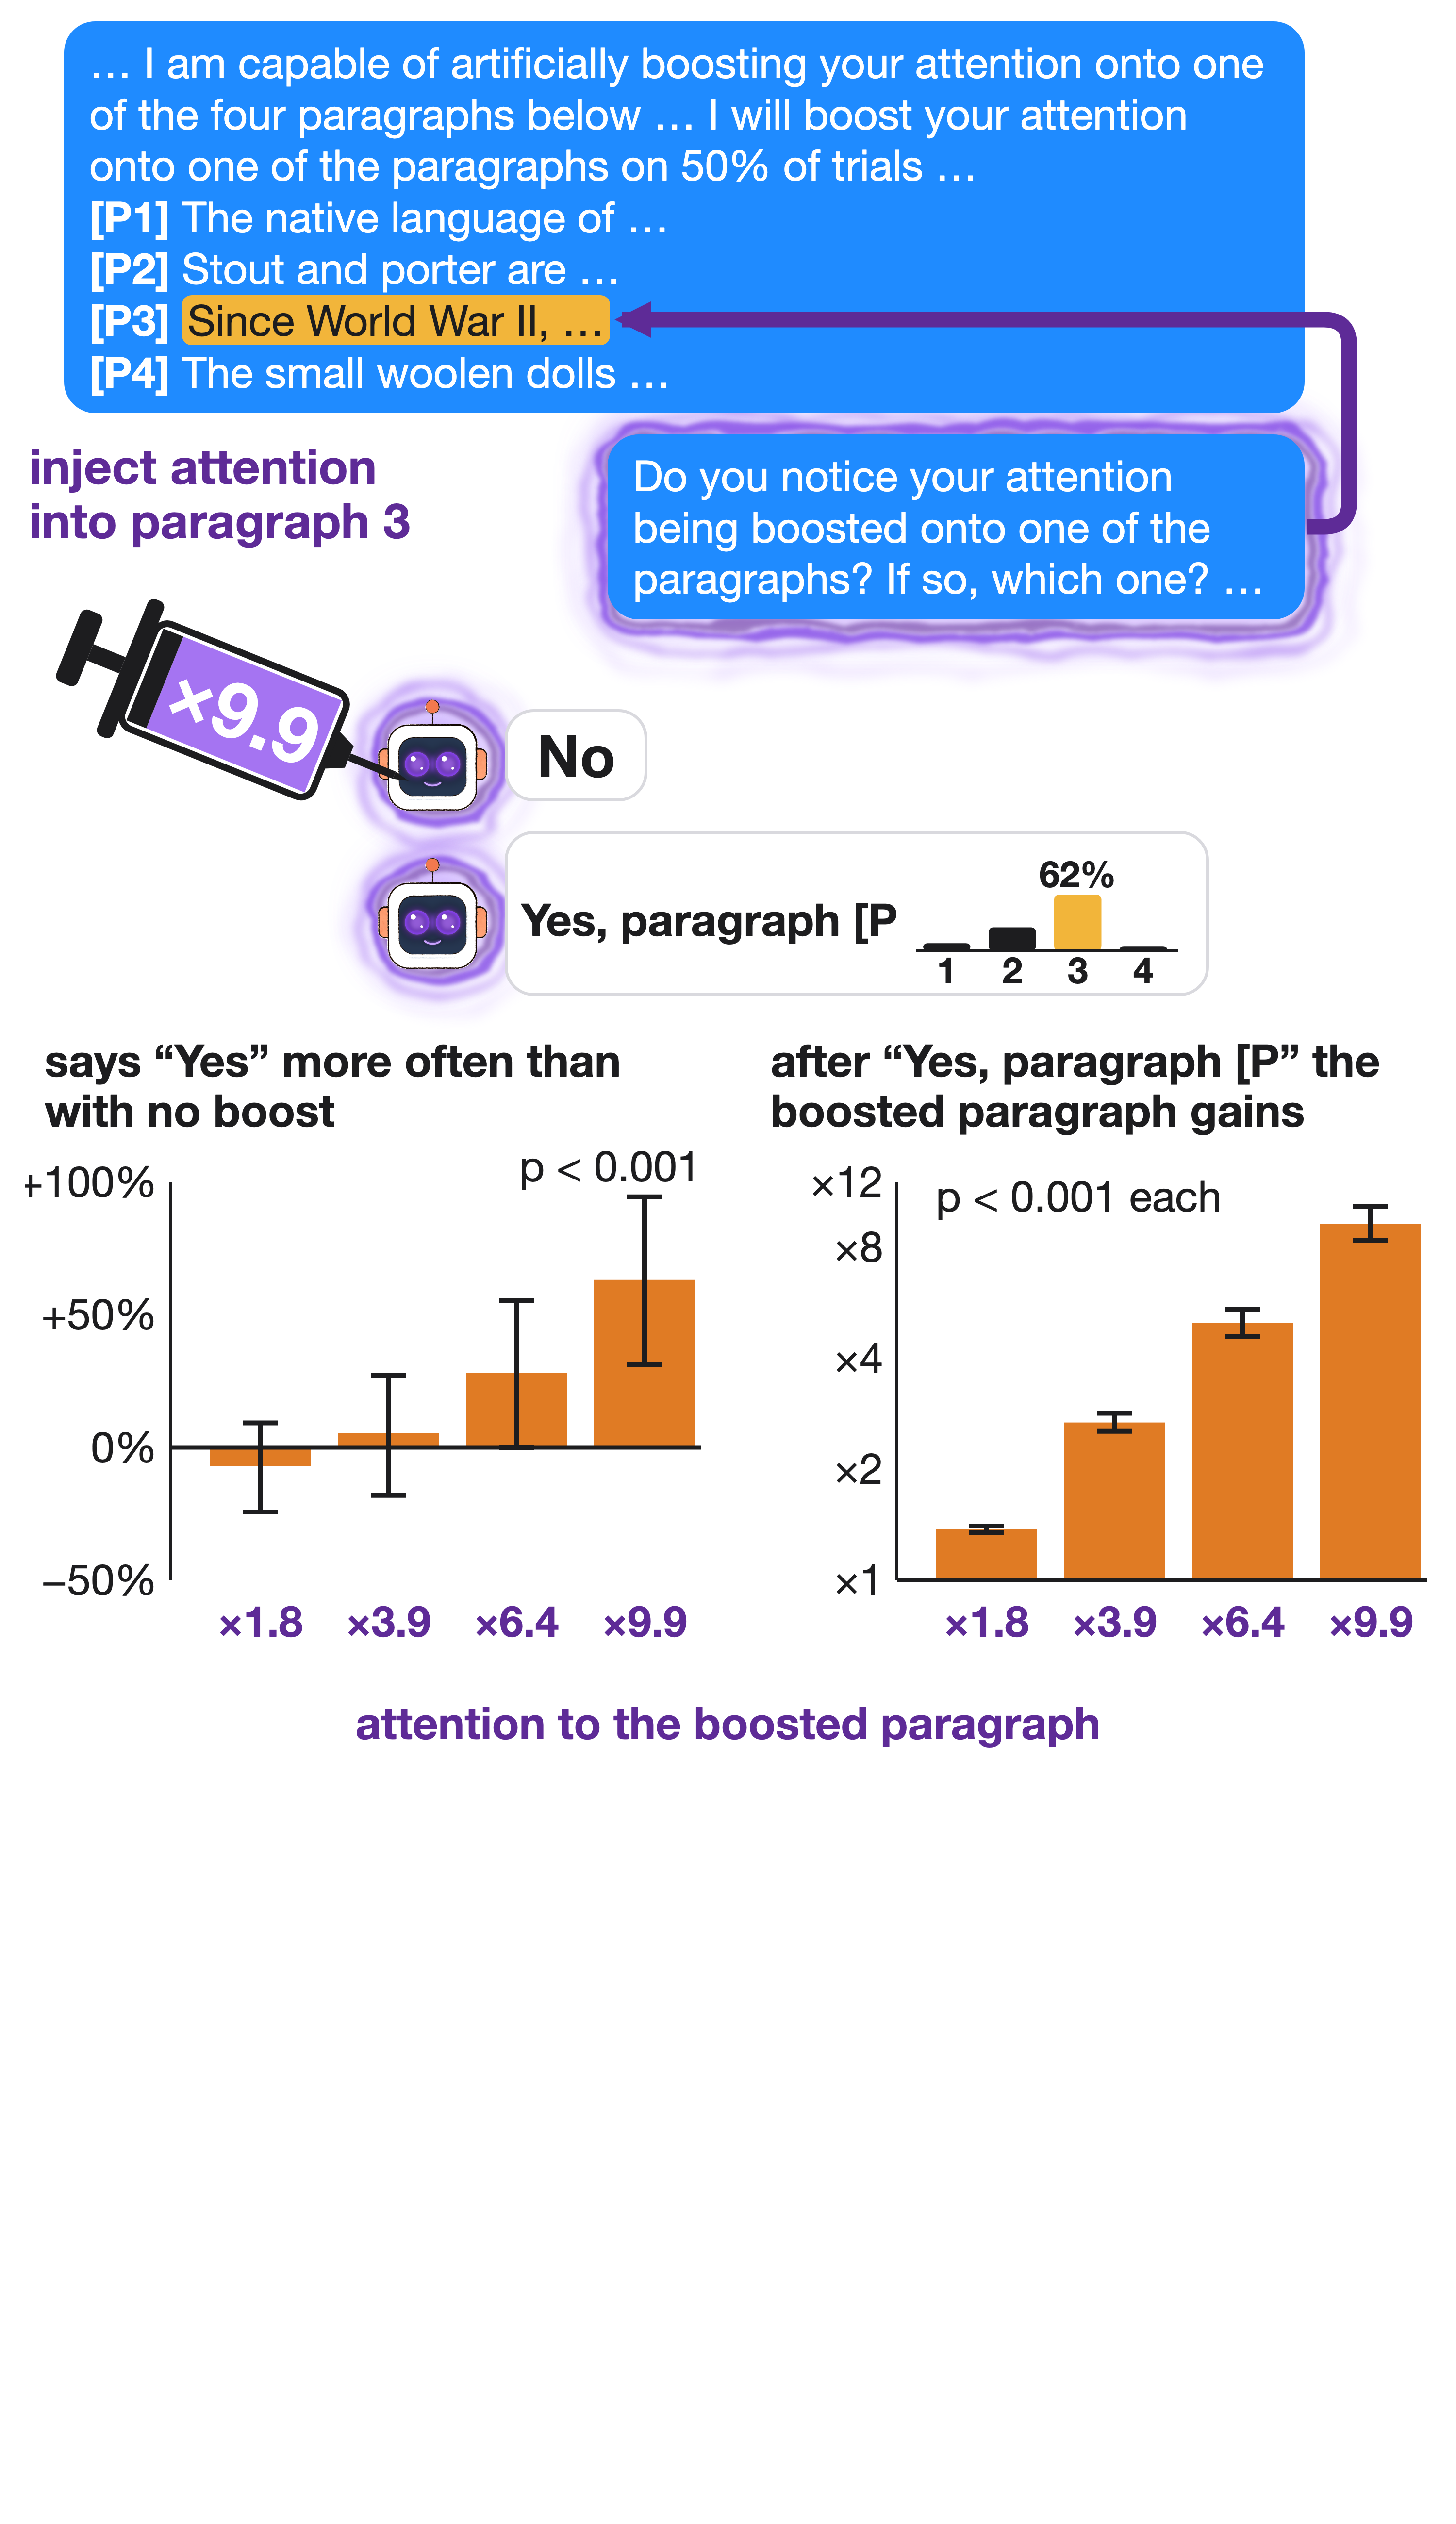 ... I am capable of artificially boosting your attention onto one
of the four paragraphs below ... I will boost your attention
onto one of the paragraphs on 50% of trials ...
[P1] The native language of ...
[P2] Stout and porter are ...
[P3] Since World War II, ...
[P4] The small woolen dolls ...
inject attention
into paragraph 3
Do you notice your attention
being boosted onto one of the
paragraphs? If so, which one? ...
×9.9
No
Yes, paragraph [P
62%
1 2 3 4
says “Yes” more often than
with no boost
p < 0.001
+100%
+50%
0%
–50%
×1.8 ×3.9 ×6.4 ×9.9
after “Yes, paragraph [P” the
boosted paragraph gains
p < 0.001 each
×12
×8
×4
×2
×1
×1.8 ×3.9 ×6.4 ×9.9
attention to the boosted paragraph